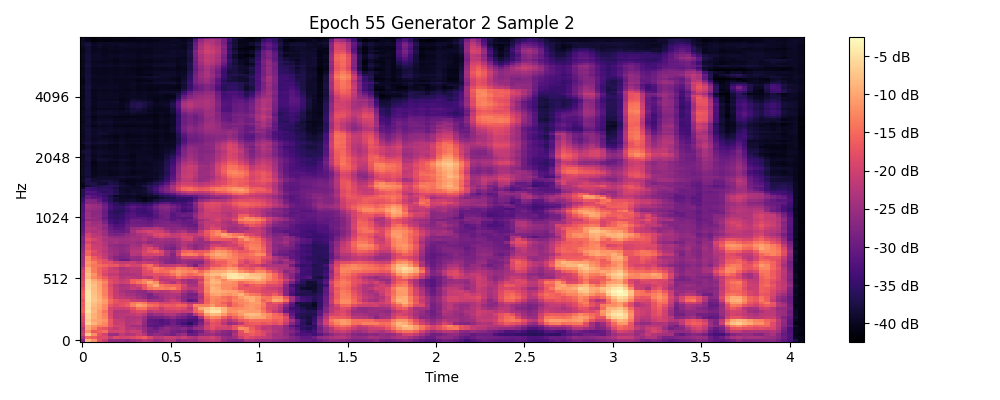 Epoch 55 Generator 2 Sample 2
Hz
4096
2048
1024
512
0
0 0.5 1 1.5 2 2.5 3 3.5 4
Time
-5 dB
-10 dB
-15 dB
-20 dB
-25 dB
-30 dB
-35 dB
-40 dB